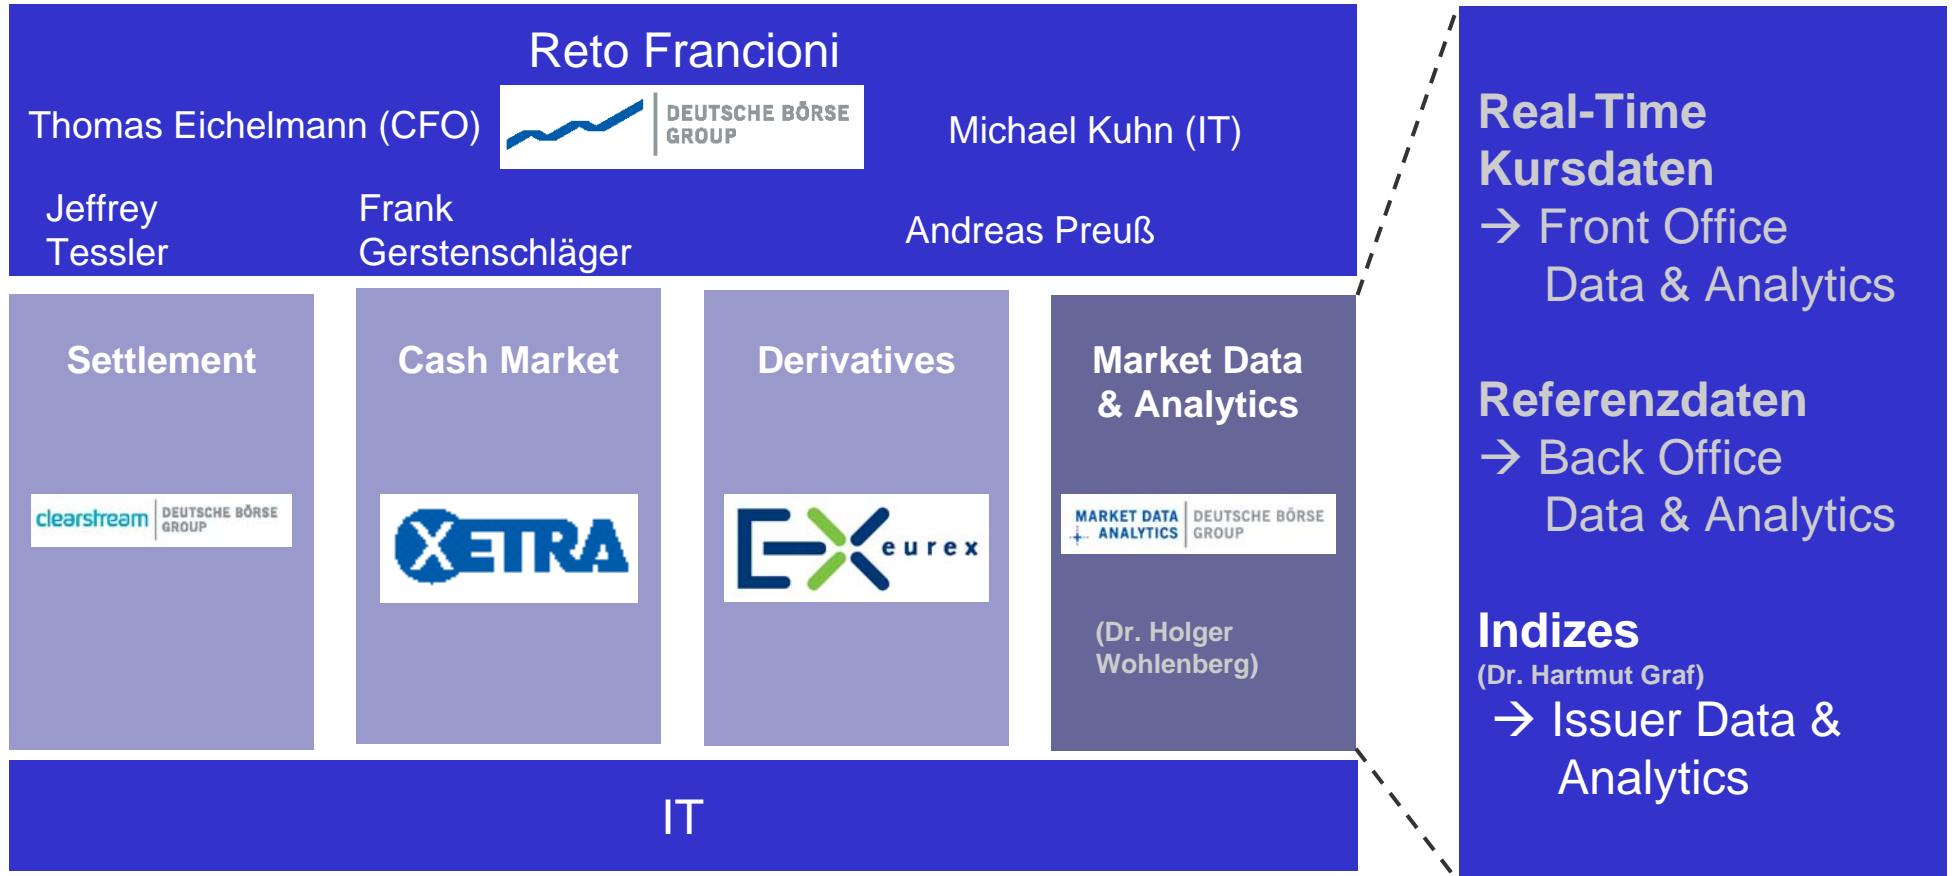 Reto Francioni
Thomas Eichelmann (CFO)
DEUTSCHE BÖRSE
GROUP
Michael Kuhn (IT)
Jeffrey
Tessler
Frank
Gerstenschläger
Andreas Preuß
Settlement
clearstream
DEUTSCHE BÖRSE
GROUP
Cash Market
XETRA
Derivatives
EX eurex
Market Data
& Analytics
MARKET DATA
ANALYTICS
DEUTSCHE BÖRSE
GROUP
(Dr. Holger
Wohlenberg)
IT
Real-Time
Kursdaten
→ Front Office
Data & Analytics
Referenzdaten
→ Back Office
Data & Analytics
Indizes
(Dr. Hartmut Graf)
→ Issuer Data &
Analytics